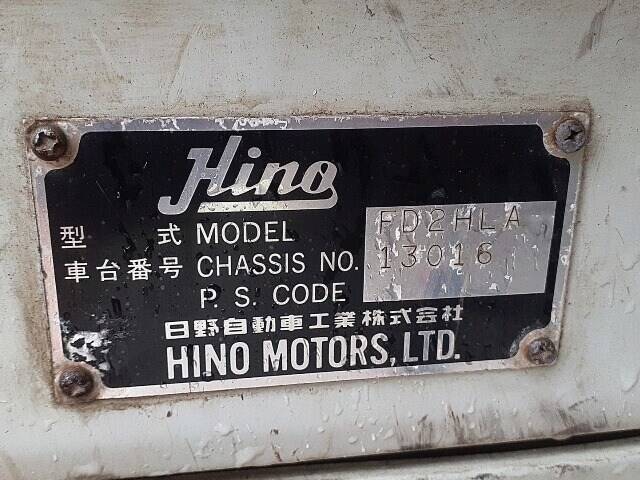 Hino
型 式 MODEL FD2HLA
車台番号 CHASSIS NO. 13016
P. S. CODE
日野自動車工業株式会社
HINO MOTORS, LTD.